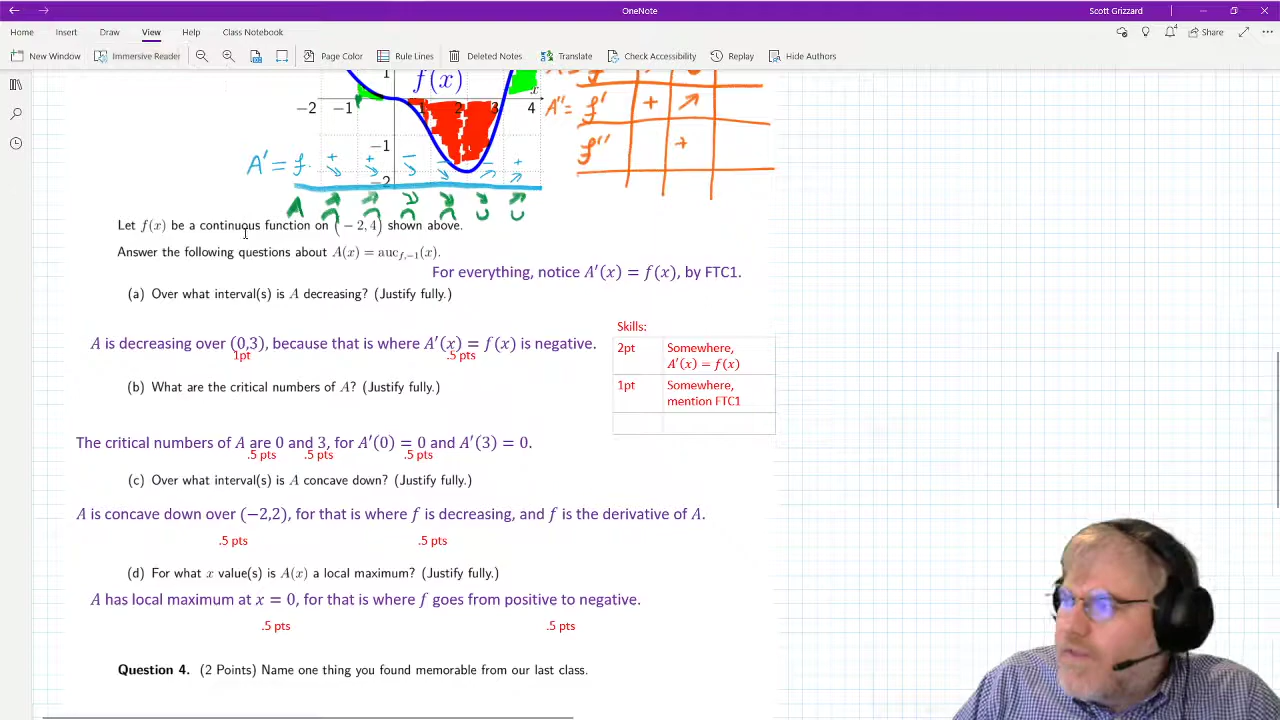 OneNote
Scott Grizzard
Home Insert Draw View Help Class Notebook
Share
New Window Immersive Reader Page Color Rule Lines Deleted Notes Translate Check Accessibility Replay Hide Authors
1 f(x) x
−2 −1 1 2 3 4 A''= f' + ↗
−1 f'' +
A' = f. + + − − − +
−2
A
Let f(x) be a continuous function on (−2, 4) shown above.
Answer the following questions about A(x) = auc_{f,−1}(x).
For everything, notice A′(x) = f(x), by FTC1.
(a) Over what interval(s) is A decreasing? (Justify fully.)
Skills:
A is decreasing over (0,3), because that is where A′(x) = f(x) is negative.
1pt .5 pts
2pt Somewhere,
A′(x) = f(x)
1pt Somewhere,
mention FTC1
(b) What are the critical numbers of A? (Justify fully.)
The critical numbers of A are 0 and 3, for A′(0) = 0 and A′(3) = 0.
.5 pts .5 pts .5 pts
(c) Over what interval(s) is A concave down? (Justify fully.)
A is concave down over (−2,2), for that is where f is decreasing, and f is the derivative of A.
.5 pts .5 pts
(d) For what x value(s) is A(x) a local maximum? (Justify fully.)
A has local maximum at x = 0, for that is where f goes from positive to negative.
.5 pts .5 pts
Question 4. (2 Points) Name one thing you found memorable from our last class.